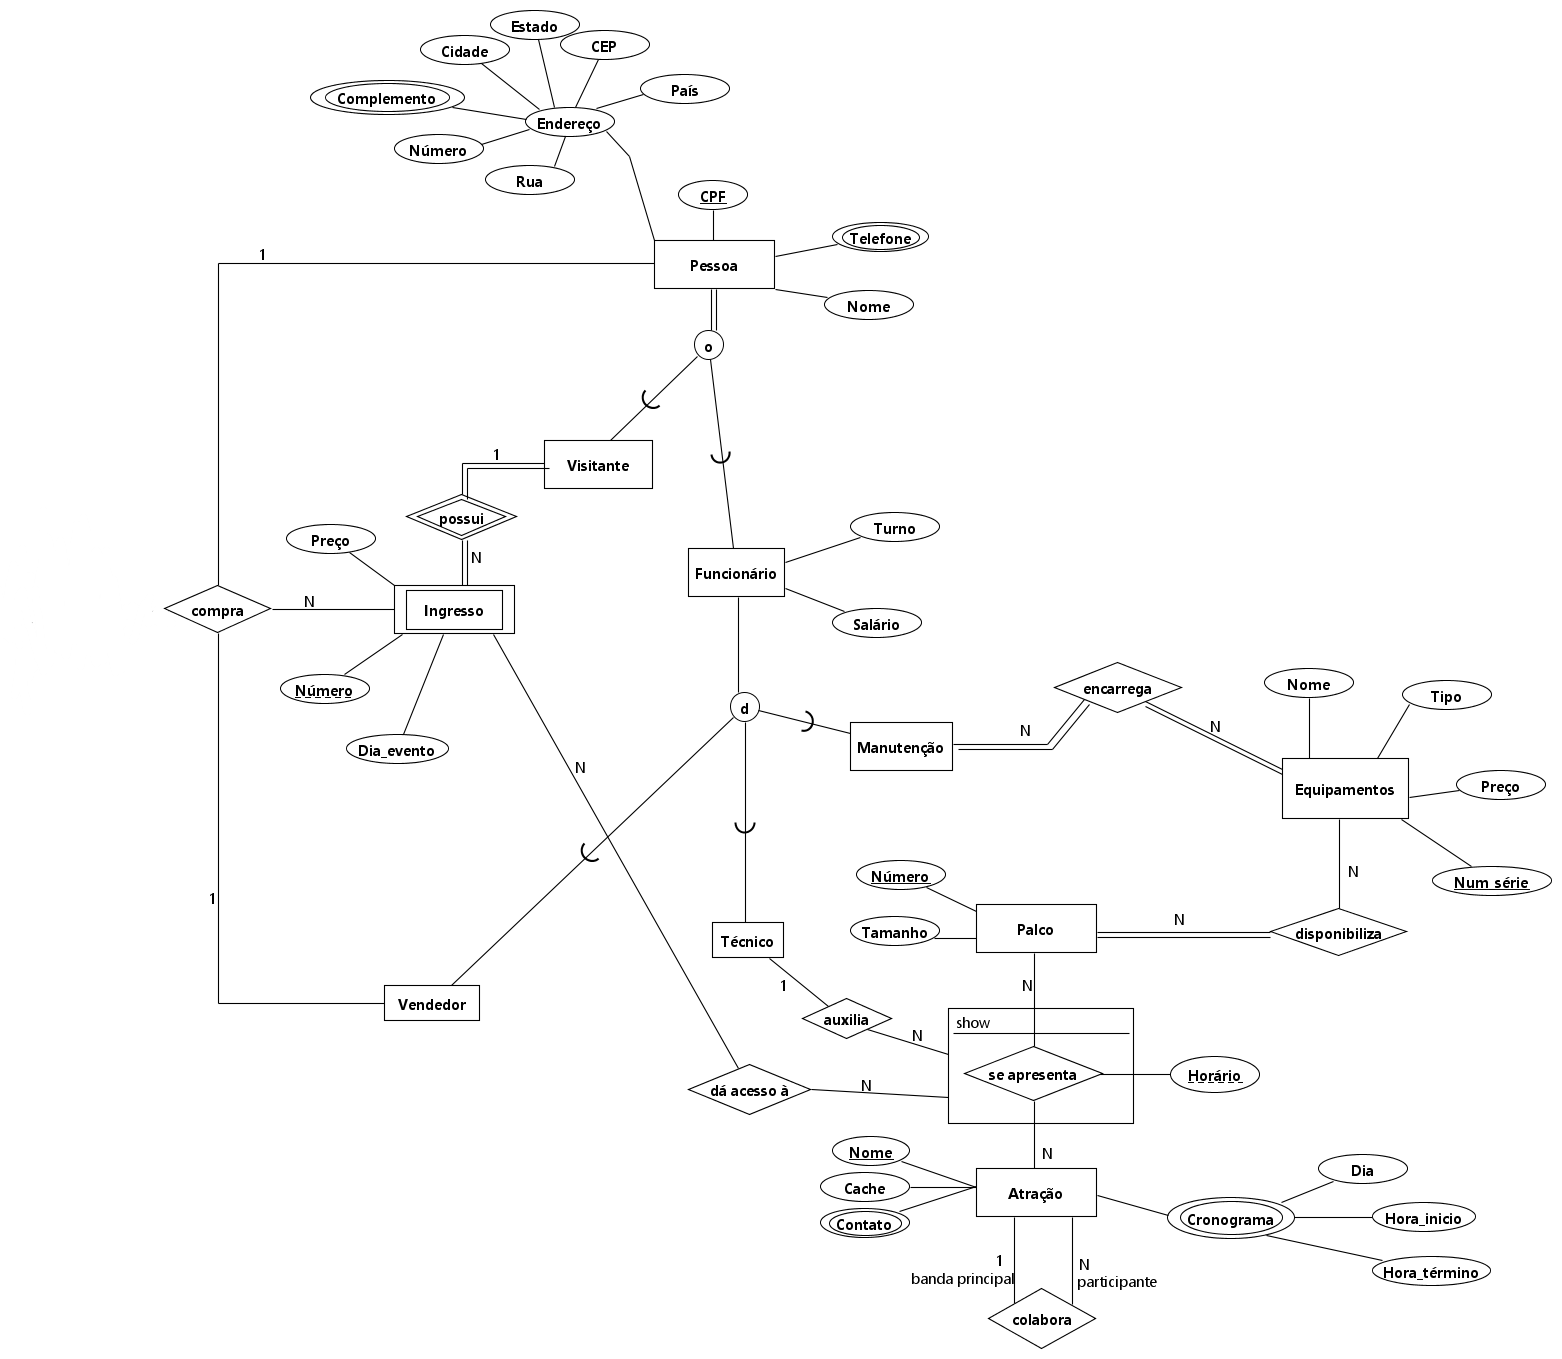 Estado
CEP
Cidade
País
Complemento
Endereço
Número
Rua
CPF
Telefone
1
Pessoa
Nome
o
1
Visitante
possui
Turno
Preço
N
Funcionário
N
compra
Ingresso
Salário
encarrega
Nome
Número
Tipo
d
N
N
Dia_evento
Manutenção
N
Equipamentos
Preço
N
Número
Num série
1
N
Palco
Tamanho
disponibiliza
Técnico
1
N
Vendedor
auxilia
show
N
se apresenta
Horário
dá acesso à
N
Nome
N
Dia
Cache
Atração
Contato
Cronograma
Hora_inicio
1
N
Hora_término
banda principal
participante
colabora